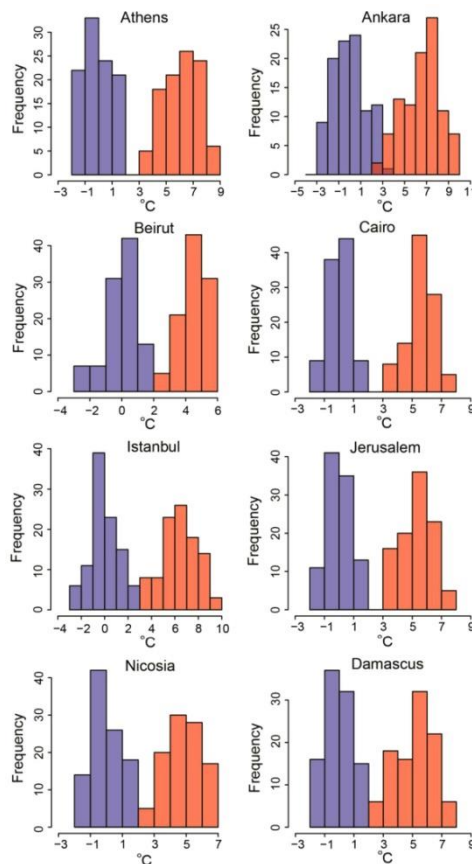 Athens
Frequency
0 5 10 15 20 25 30
−3 −1 1 3 5 7 9
°C
Ankara
Frequency
0 5 10 15 20 25
−5 −3 −1 1 3 5 7 9 11
°C
Beirut
Frequency
0 10 20 30 40
−4 −2 0 2 4 6
°C
Cairo
Frequency
0 10 20 30 40
−3 −1 1 3 5 7 9
°C
Istanbul
Frequency
0 10 20 30 40
−4 −2 0 2 4 6 8 10
°C
Jerusalem
Frequency
0 10 20 30 40
−3 −1 1 3 5 7 9
°C
Nicosia
Frequency
0 10 20 30 40
−3 −1 1 3 5 7
°C
Damascus
Frequency
0 10 20 30
−3 −1 1 3 5 7 9
°C